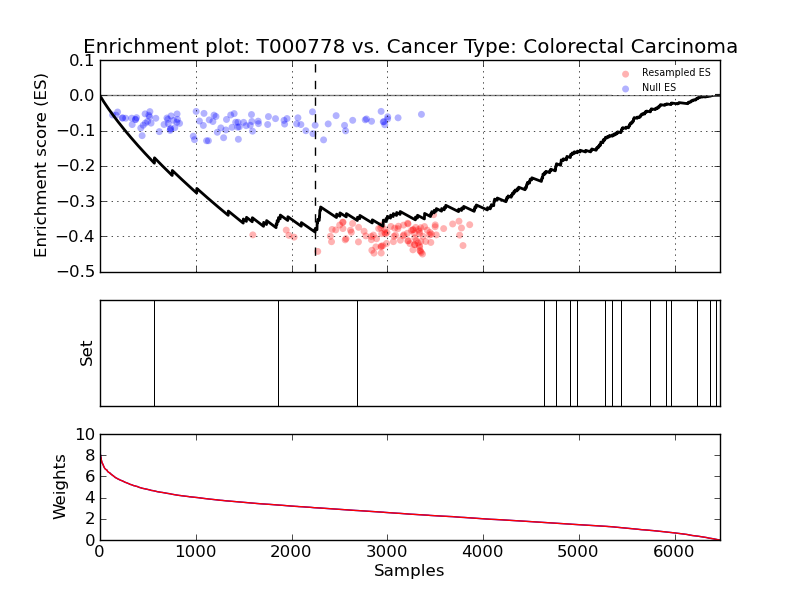 Enrichment plot: T000778 vs. Cancer Type: Colorectal Carcinoma
Enrichment score (ES)
0.1
0.0
−0.1
−0.2
−0.3
−0.4
−0.5
Resampled ES
Null ES
Set
Weights
10
8
6
4
2
0
0 1000 2000 3000 4000 5000 6000
Samples